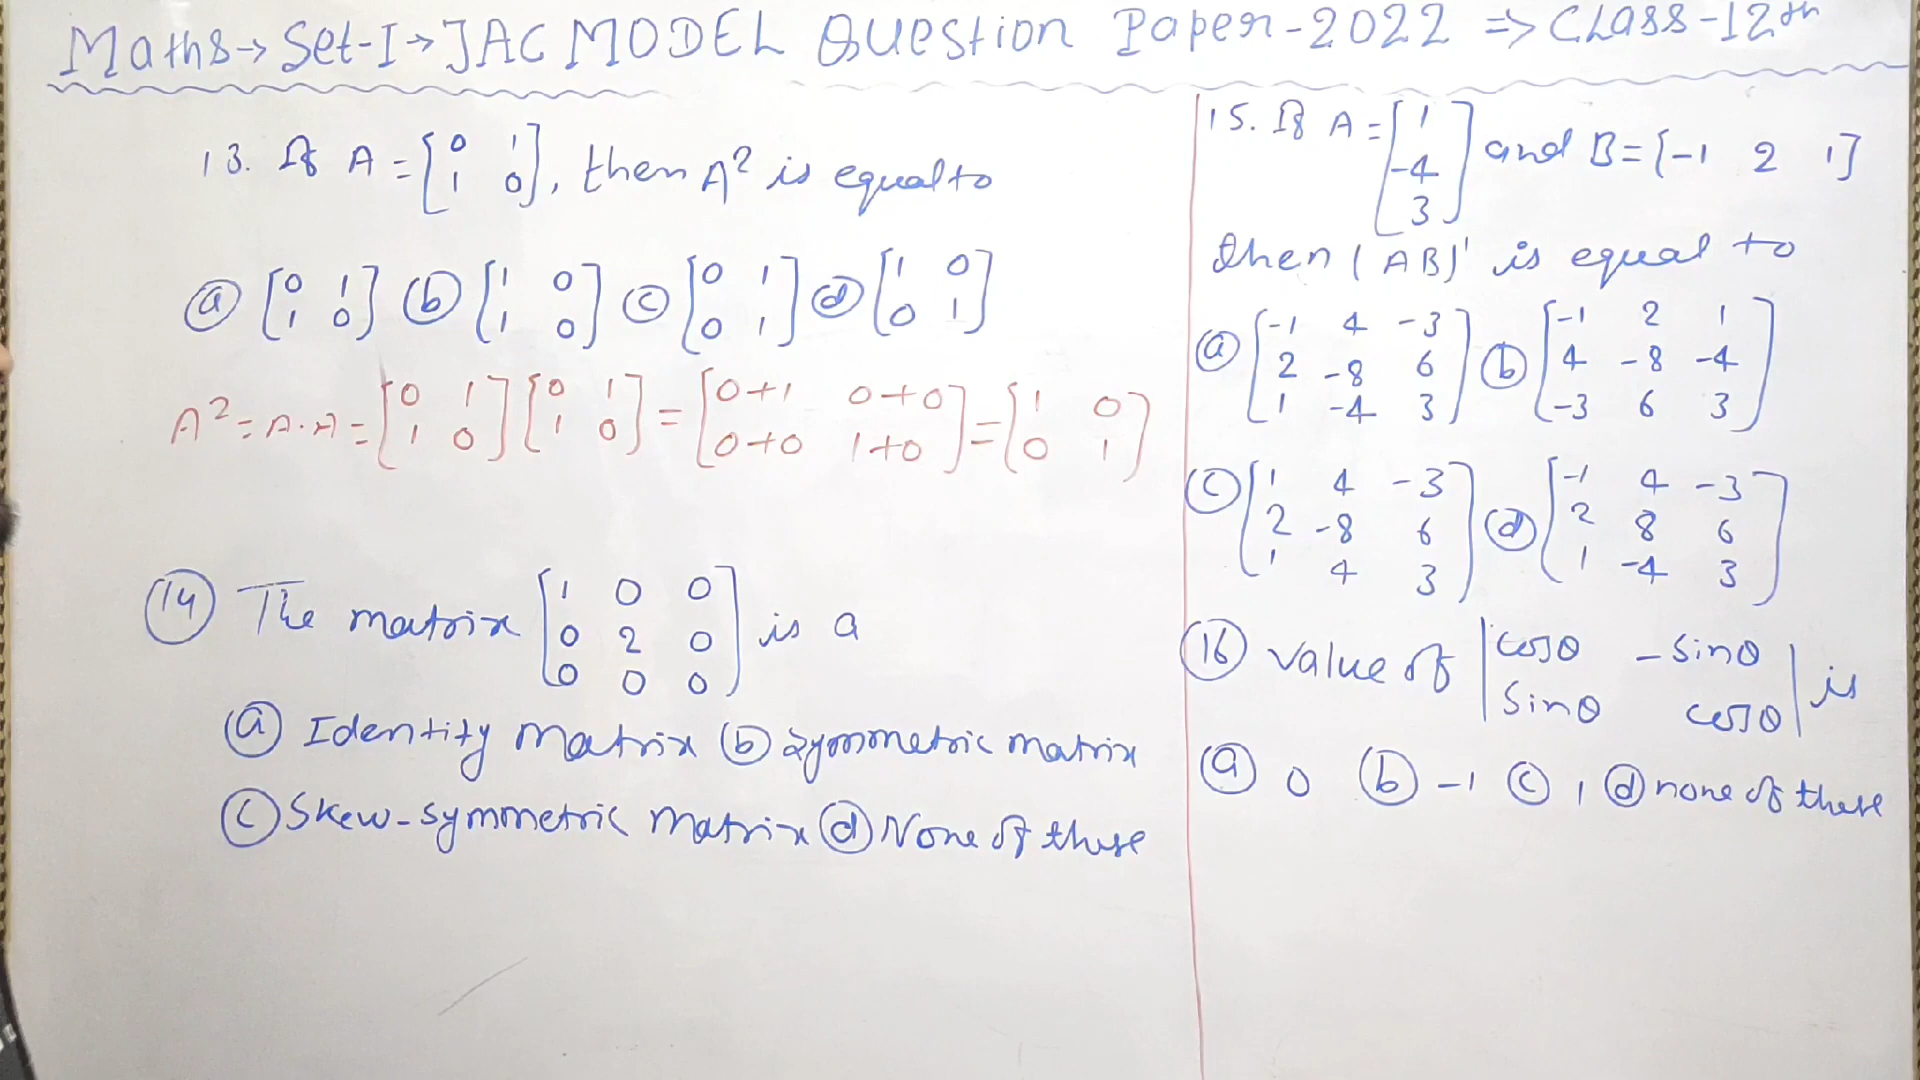 Maths→Set-I→JAC MODEL Question Paper-2022 ⇒ CLass-12th
13. If A = [0 1
1 0], then A² is equal to
ⓐ [0 1
1 0] ⓑ [1 0
1 0] ⓒ [0 1
0 1] ⓓ [1 0
0 1]
A² = A.A = [0 1
1 0] [0 1
1 0] = [0+1 0+0
0+0 1+0] = [1 0
0 1]
⑭ The matrix [1 0 0
0 2 0
0 0 0] is a
ⓐ Identity matrix ⓑ symmetric matrix
ⓒ Skew-symmetric matrix ⓓ None of these
15. If A = [1
-4
3] and B = [-1 2 1]
then (AB)' is equal to
ⓐ [-1 4 -3
2 -8 6
1 -4 3] ⓑ [-1 2 1
4 -8 -4
-3 6 3]
ⓒ [1 4 -3
2 -8 6
1 4 3] ⓓ [-1 4 -3
2 8 6
1 -4 3]
⑯ value of |cosθ -sinθ
sinθ cosθ| is
ⓐ 0 ⓑ -1 ⓒ 1 ⓓ none of these